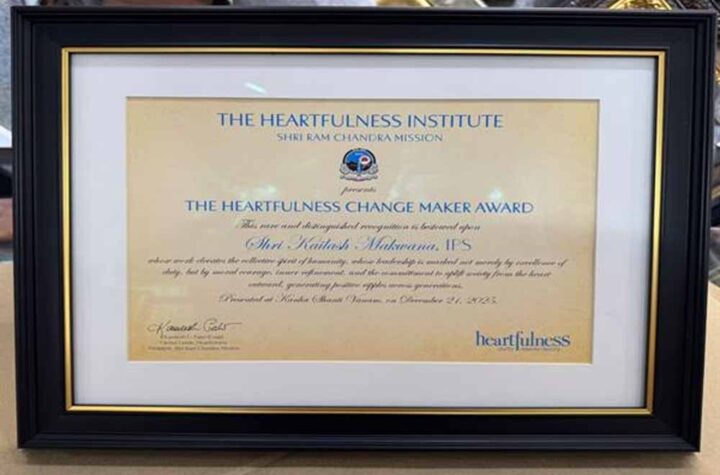 THE HEARTFULNESS INSTITUTE
SHRI RAM CHANDRA MISSION
presents
THE HEARTFULNESS CHANGE MAKER AWARD
This rare and distinguished recognition is bestowed upon
Shri Kailash Makwana, IPS
whose work elevates the collective spirit of humanity, whose leadership is marked not merely by excellence of
duty, but by moral courage, inner refinement, and the commitment to uplift society from the heart
outward, generating positive ripples across generations.
Presented at Kanha Shanti Vanam, on December 21, 2025.
heartfulness